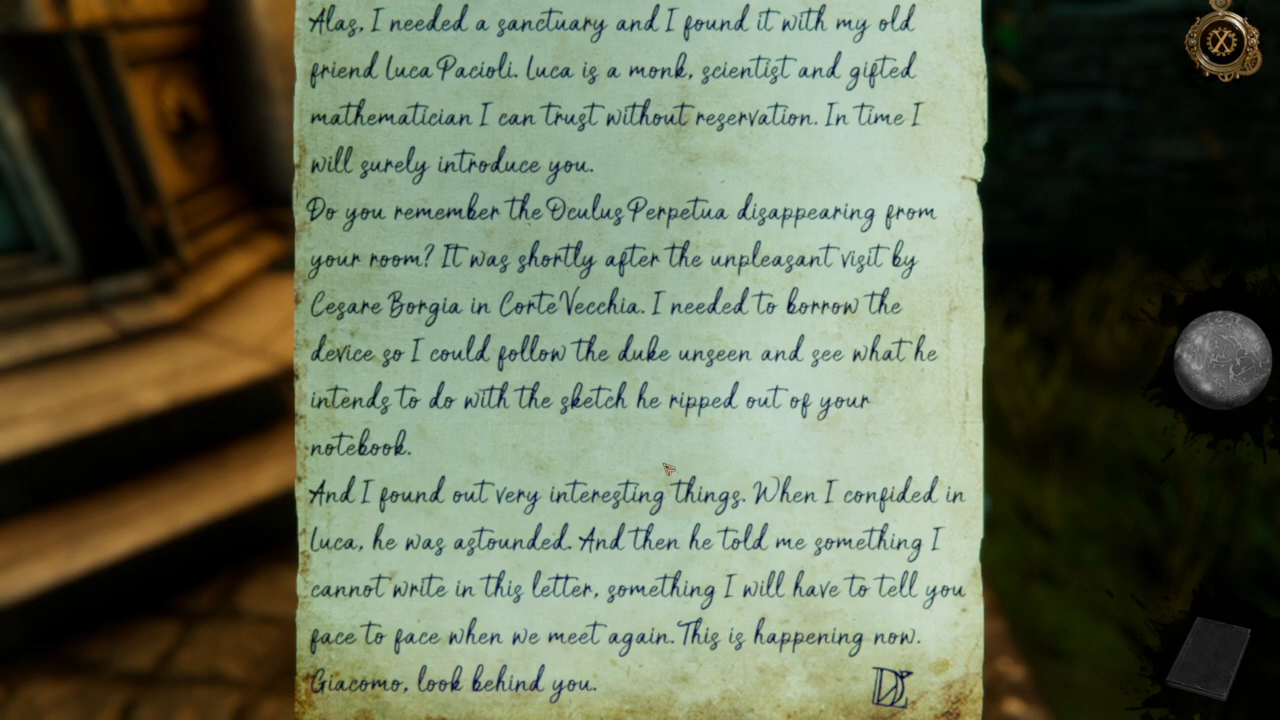 Alas, I needed a sanctuary and I found it with my old
friend Luca Pacioli. Luca is a monk, scientist and gifted
mathematician I can trust without reservation. In time I
will surely introduce you.
Do you remember the Oculus Perpetua disappearing from
your room? It was shortly after the unpleasant visit by
Cesare Borgia in Corte Vecchia. I needed to borrow the
device so I could follow the duke unseen and see what he
intends to do with the sketch he ripped out of your
notebook.
And I found out very interesting things. When I confided in
Luca, he was astounded. And then he told me something I
cannot write in this letter, something I will have to tell you
face to face when we meet again. This is happening now.
Giacomo, look behind you.